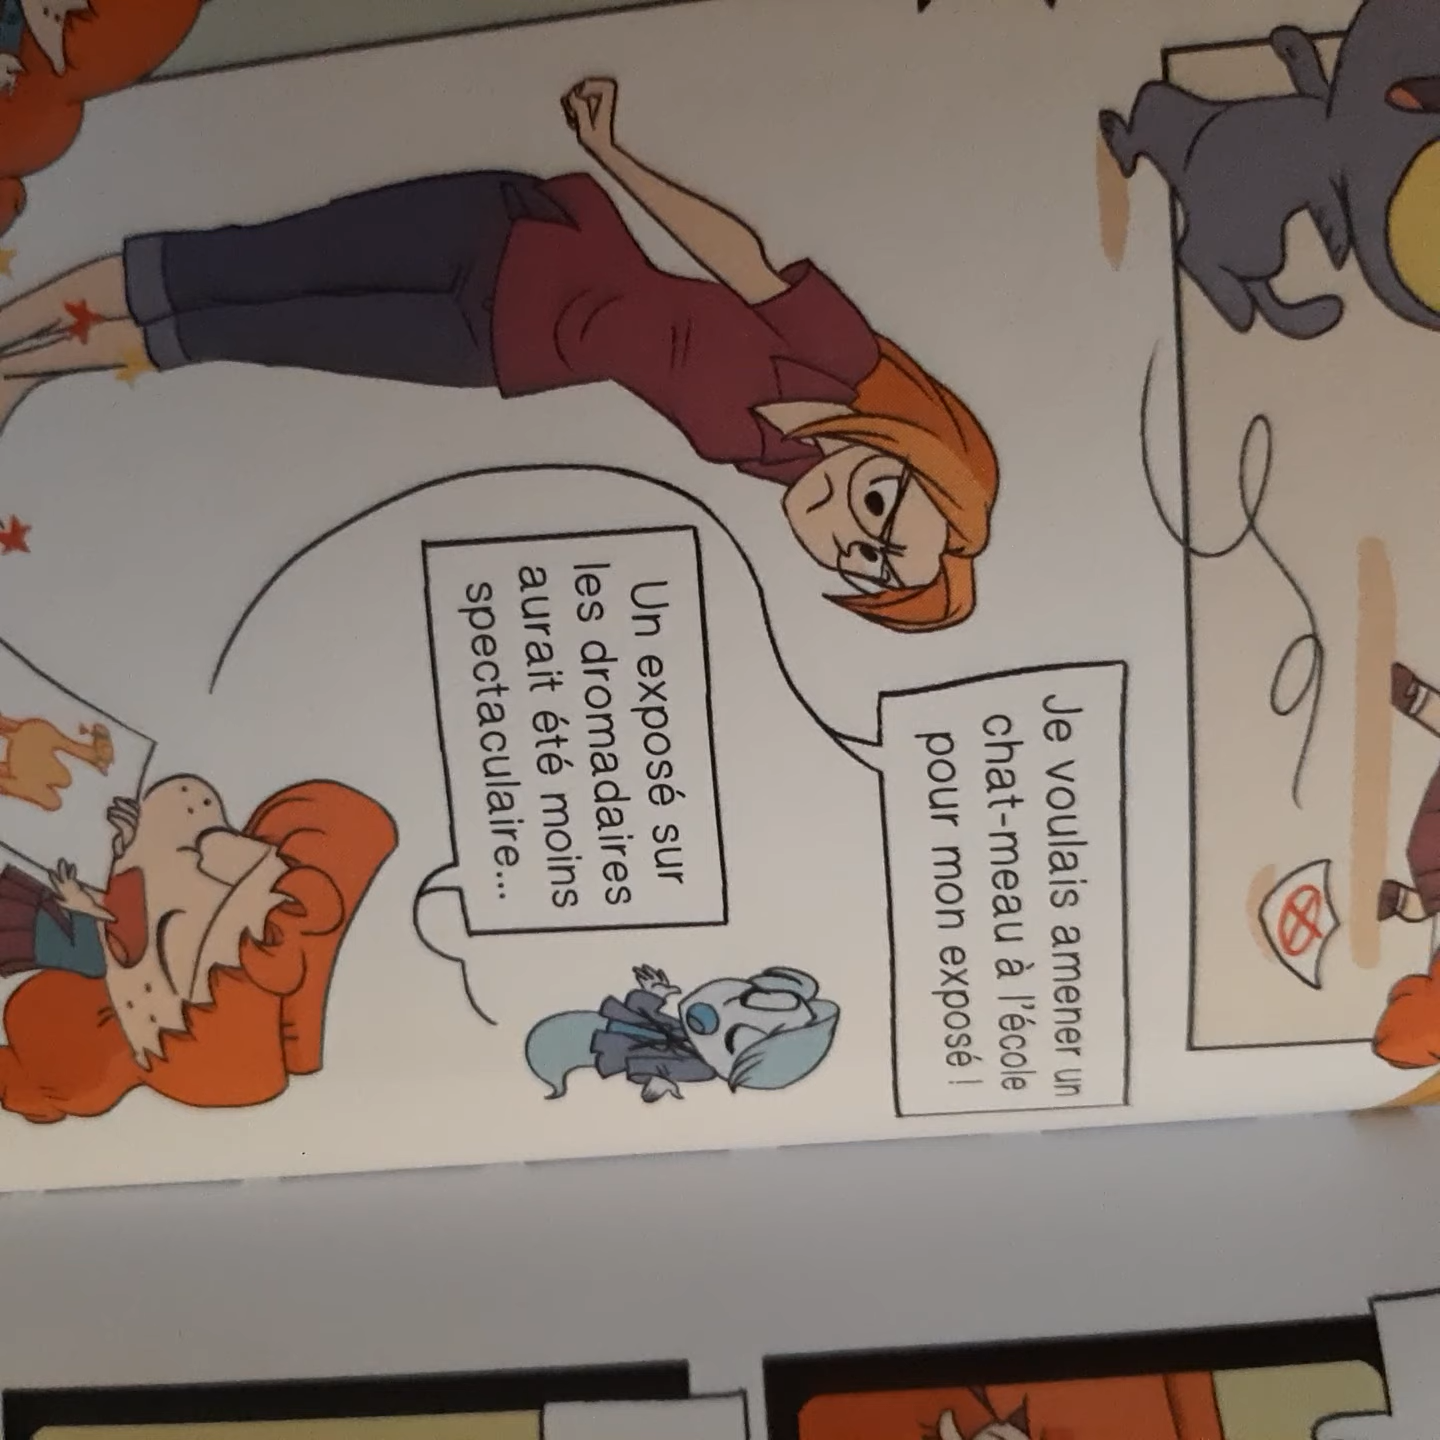 Je voulais amener un
chat-meau à l'école
pour mon exposé !
Un exposé sur
les dromadaires
aurait été moins
spectaculaire...